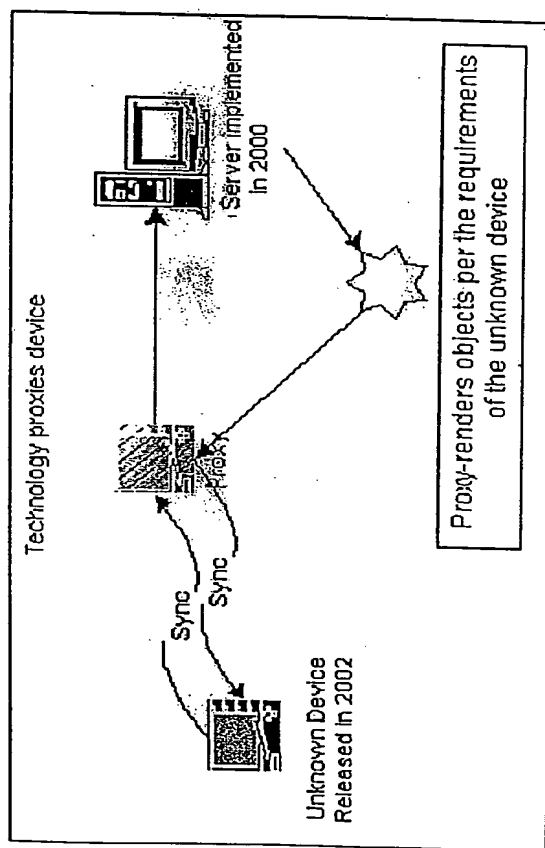 Technology proxies device
Server implemented
in 2000
Proxy
Sync
Sync
Unknown Device
Released in 2002
Proxy-renders objects per the requirements
of the unknown device